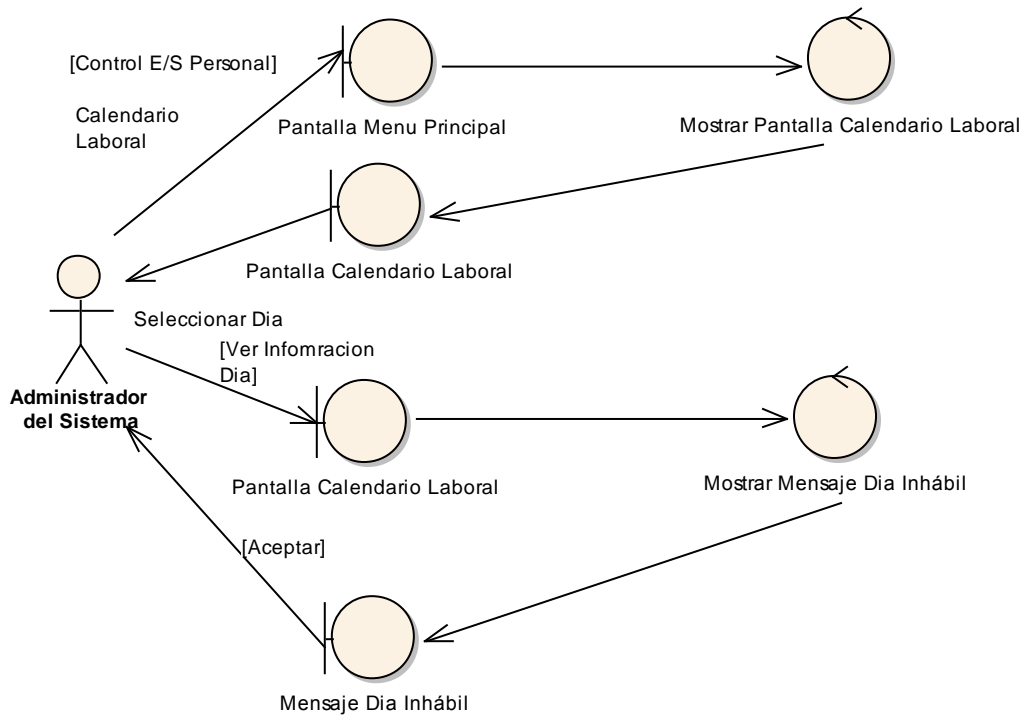 [Control E/S Personal]
Calendario
Laboral
Pantalla Menu Principal
Mostrar Pantalla Calendario Laboral
Pantalla Calendario Laboral
Seleccionar Dia
[Ver Infomracion
Dia]
Administrador
del Sistema
Pantalla Calendario Laboral
Mostrar Mensaje Dia Inhábil
[Aceptar]
Mensaje Dia Inhábil